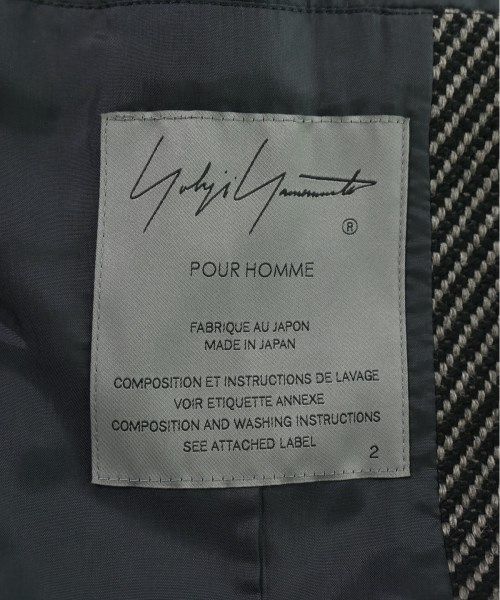 Yohji Yamamoto
®
POUR HOMME
FABRIQUE AU JAPON
MADE IN JAPAN
COMPOSITION ET INSTRUCTIONS DE LAVAGE
VOIR ETIQUETTE ANNEXE
COMPOSITION AND WASHING INSTRUCTIONS
SEE ATTACHED LABEL
2